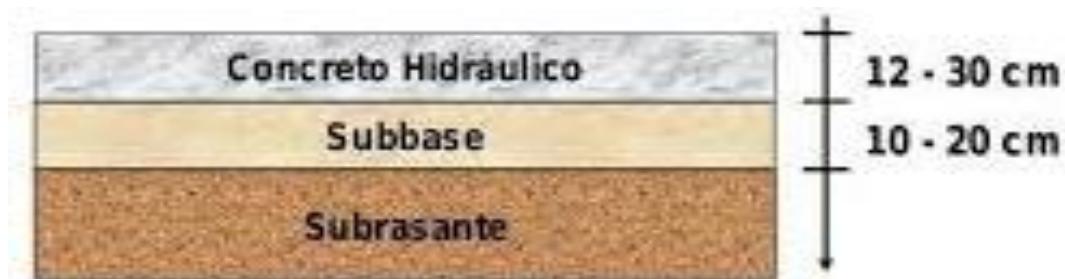 Concreto Hidráulico
12 - 30 cm
Subbase
10 - 20 cm
Subrasante